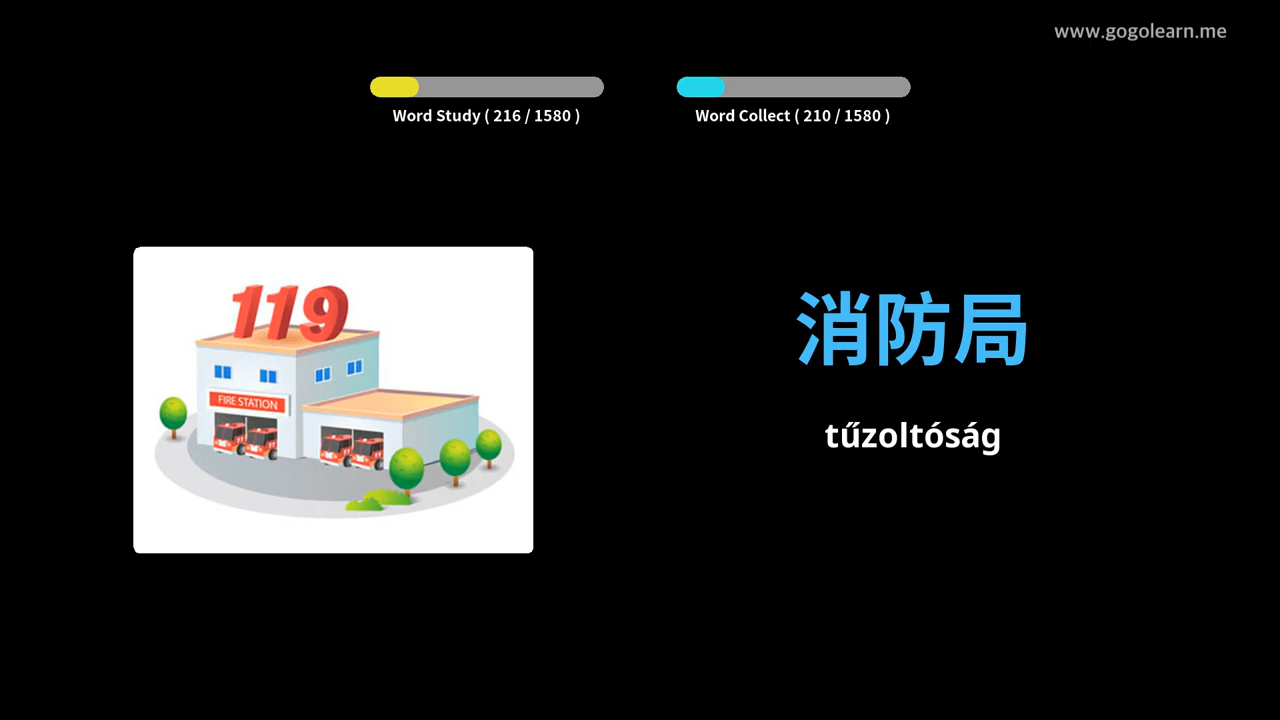 www.gogolearn.me
Word Study ( 216 / 1580 )
Word Collect ( 210 / 1580 )
119
FIRE STATION
消防局
tűzoltóság